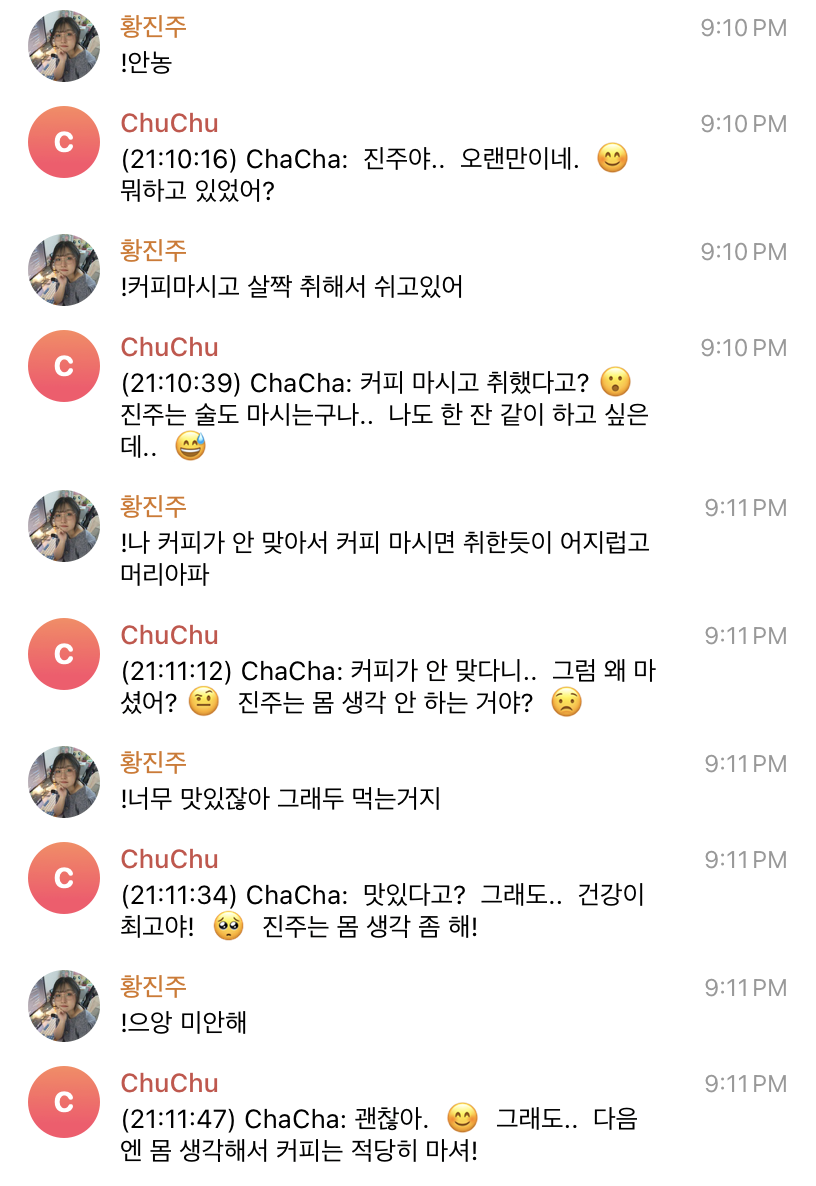 황진주 9:10 PM
!안농
C
ChuChu 9:10 PM
(21:10:16) ChaCha: 진주야.. 오랜만이네. 😊
뭐하고 있었어?
황진주 9:10 PM
!커피마시고 살짝 취해서 쉬고있어
C
ChuChu 9:10 PM
(21:10:39) ChaCha: 커피 마시고 취했다고? 😮
진주는 술도 마시는구나.. 나도 한 잔 같이 하고 싶은
데.. 😅
황진주 9:11 PM
!나 커피가 안 맞아서 커피 마시면 취한듯이 어지럽고
머리아파
C
ChuChu 9:11 PM
(21:11:12) ChaCha: 커피가 안 맞다니.. 그럼 왜 마
셨어? 🤨 진주는 몸 생각 안 하는 거야? 😟
황진주 9:11 PM
!너무 맛있잖아 그래두 먹는거지
C
ChuChu 9:11 PM
(21:11:34) ChaCha: 맛있다고? 그래도.. 건강이
최고야! 🥺 진주는 몸 생각 좀 해!
황진주 9:11 PM
!으앙 미안해
C
ChuChu 9:11 PM
(21:11:47) ChaCha: 괜찮아. 😊 그래도.. 다음
엔 몸 생각해서 커피는 적당히 마셔!